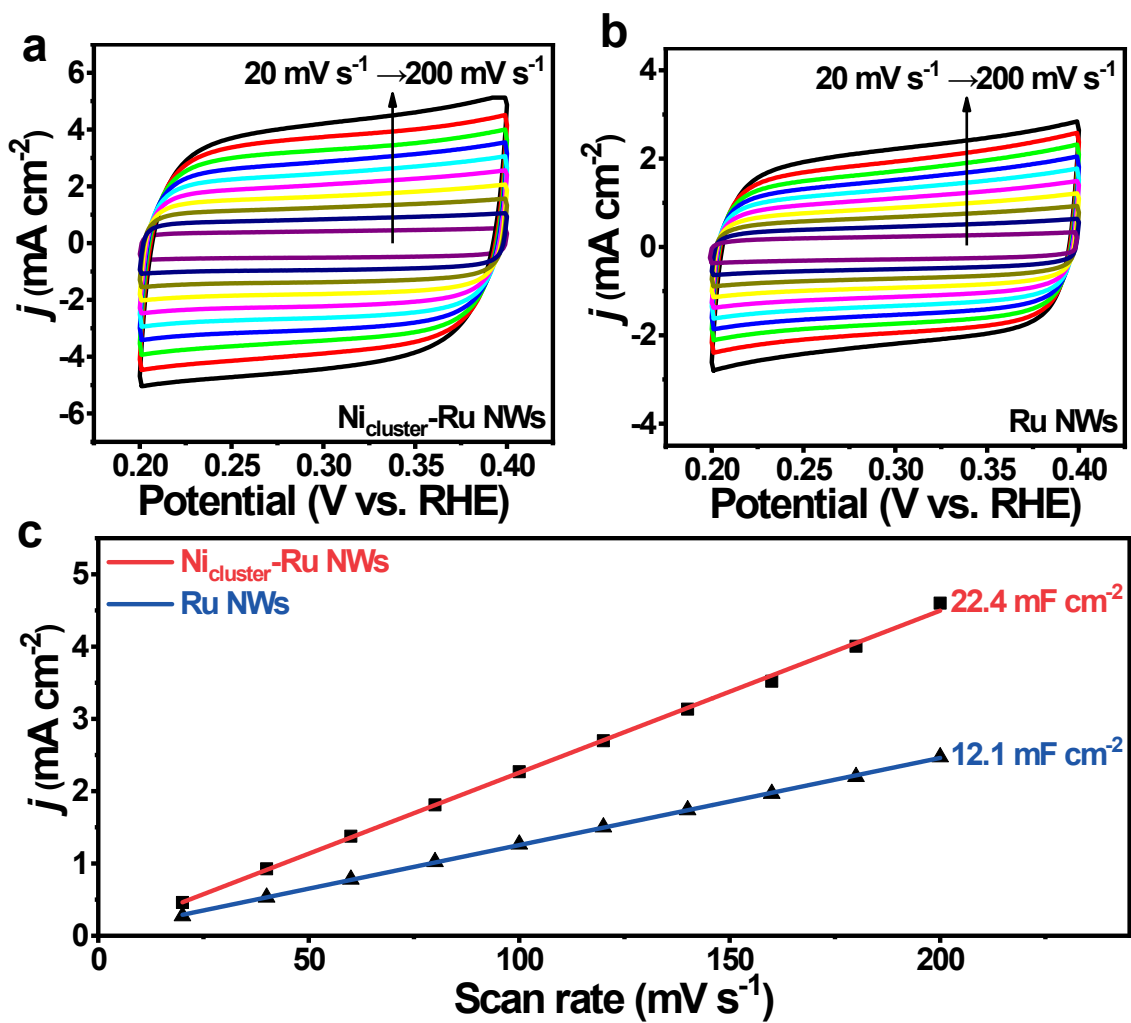 a
20 mV s⁻¹ →200 mV s⁻¹
6
4
2
0
-2
-4
-6
j (mA cm⁻²)
Ni_cluster-Ru NWs
0.20 0.25 0.30 0.35 0.40
Potential (V vs. RHE)
b
20 mV s⁻¹ →200 mV s⁻¹
4
2
0
-2
-4
j (mA cm⁻²)
Ru NWs
0.20 0.25 0.30 0.35 0.40
Potential (V vs. RHE)
c
Ni_cluster-Ru NWs
Ru NWs
22.4 mF cm⁻²
12.1 mF cm⁻²
5
4
3
2
1
0
j (mA cm⁻²)
0 50 100 150 200
Scan rate (mV s⁻¹)